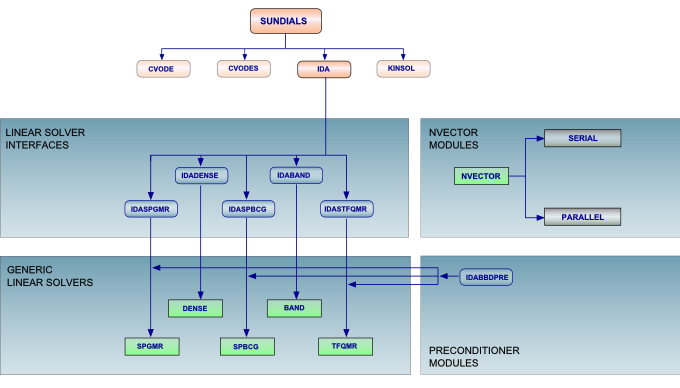 SUNDIALS
CVODE
CVODES
IDA
KINSOL
LINEAR SOLVER
INTERFACES
IDADENSE
IDABAND
IDASPGMR
IDASPBCG
IDASTFQMR
NVECTOR
MODULES
SERIAL
NVECTOR
PARALLEL
GENERIC
LINEAR SOLVERS
DENSE
BAND
SPGMR
SPBCG
TFQMR
IDABBDPRE
PRECONDITIONER
MODULES